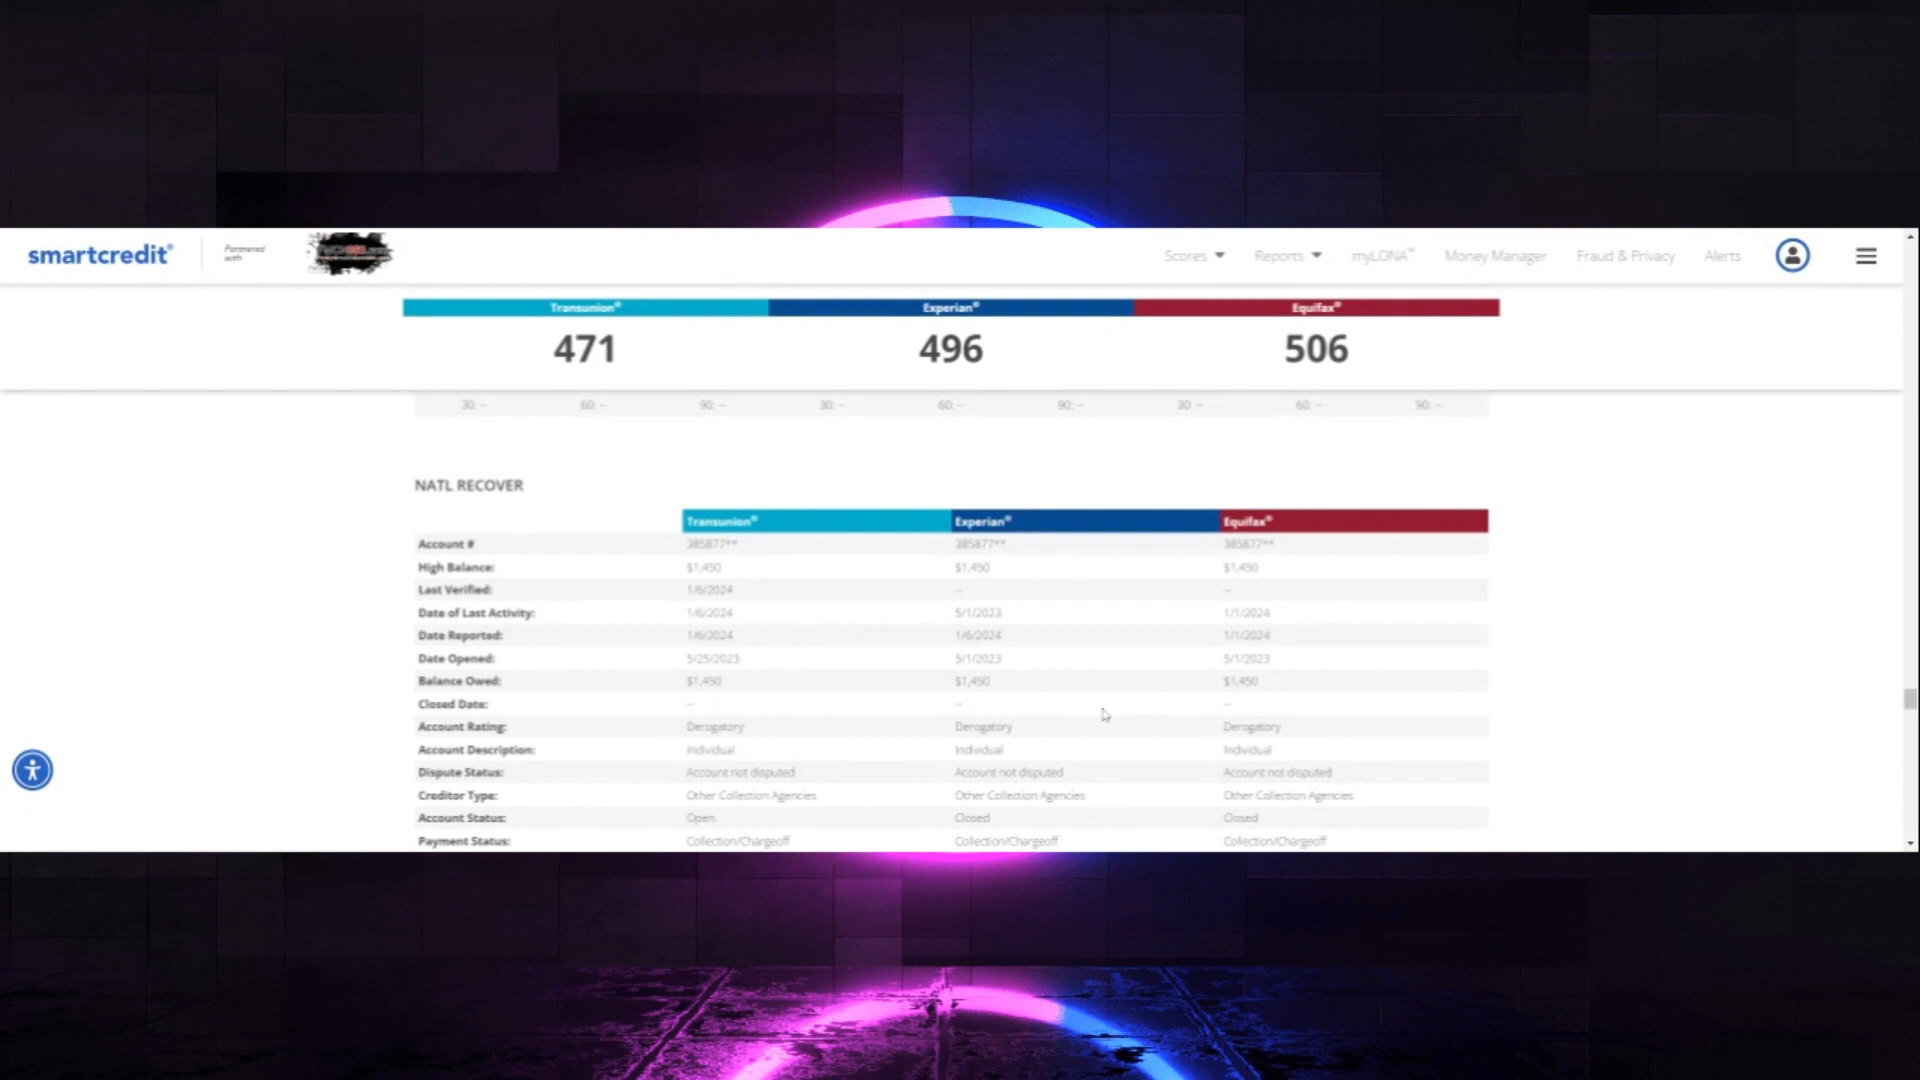 smartcredit®
Partnered with
Scores Reports myLONA™ Money Manager Fraud & Privacy Alerts
Transunion® Experian® Equifax®
471 496 506
30: -- 60: -- 90: -- 30: -- 60: -- 90: -- 30: -- 60: -- 90: --
NATL RECOVER
Transunion® Experian® Equifax®
Account # 385877** 385877** 385877**
High Balance: $1,450 $1,450 $1,450
Last Verified: 1/6/2024 -- --
Date of Last Activity: 1/6/2024 5/1/2023 1/1/2024
Date Reported: 1/6/2024 1/6/2024 1/1/2024
Date Opened: 5/25/2023 5/1/2023 5/1/2023
Balance Owed: $1,450 $1,450 $1,450
Closed Date: -- -- --
Account Rating: Derogatory Derogatory Derogatory
Account Description: Individual Individual Individual
Dispute Status: Account not disputed Account not disputed Account not disputed
Creditor Type: Other Collection Agencies Other Collection Agencies Other Collection Agencies
Account Status: Open Closed Closed
Payment Status: Collection/Chargeoff Collection/Chargeoff Collection/Chargeoff